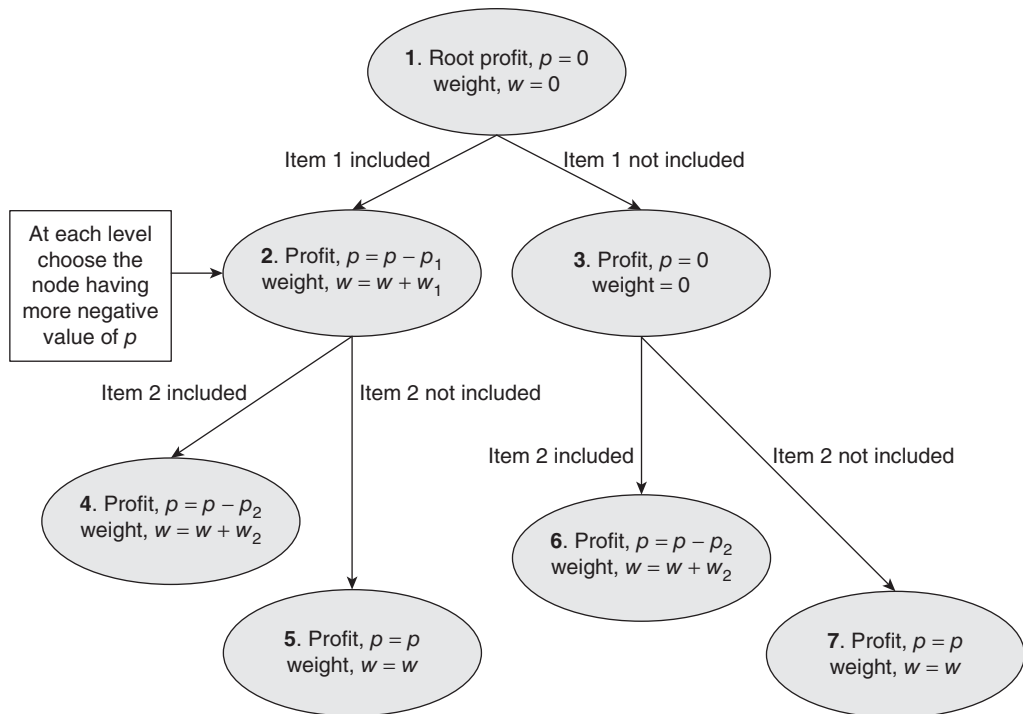 1. Root profit, p = 0
weight, w = 0
Item 1 included
Item 1 not included
At each level
choose the
node having
more negative
value of p
2. Profit, p = p – p₁
weight, w = w + w₁
3. Profit, p = 0
weight = 0
Item 2 included
Item 2 not included
Item 2 included
Item 2 not included
4. Profit, p = p – p₂
weight, w = w + w₂
6. Profit, p = p – p₂
weight, w = w + w₂
5. Profit, p = p
weight, w = w
7. Profit, p = p
weight, w = w